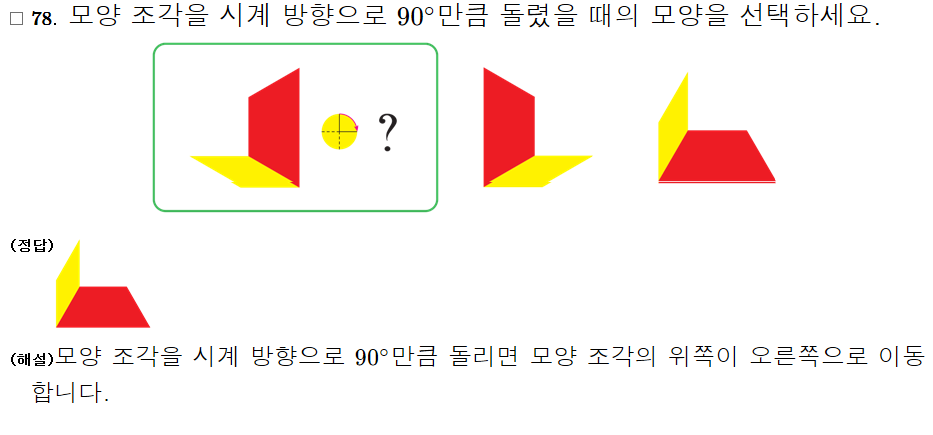 □ 78. 모양 조각을 시계 방향으로 90°만큼 돌렸을 때의 모양을 선택하세요.
?
(정답)
(해설)모양 조각을 시계 방향으로 90°만큼 돌리면 모양 조각의 위쪽이 오른쪽으로 이동
합니다.